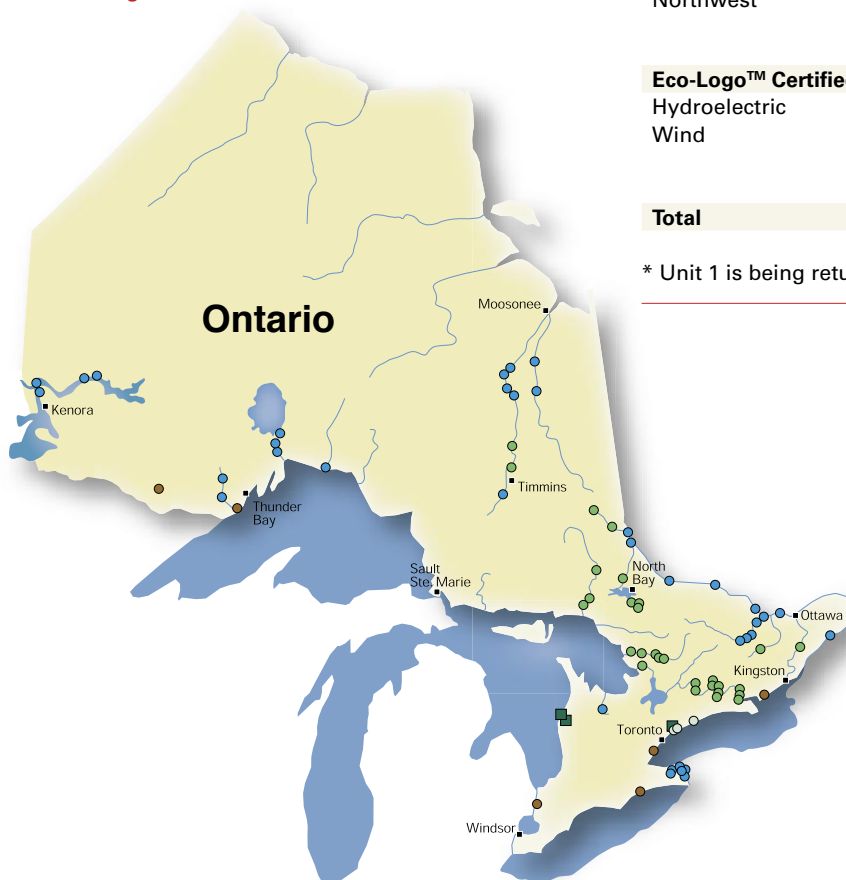 Northwest
Eco-Logo™ Certified
Hydroelectric
Wind
Total
* Unit 1 is being retu
Ontario
Moosonee
Kenora
Timmins
Thunder
Bay
Sault
Ste. Marie
North
Bay
Ottawa
Kingston
Toronto
Windsor